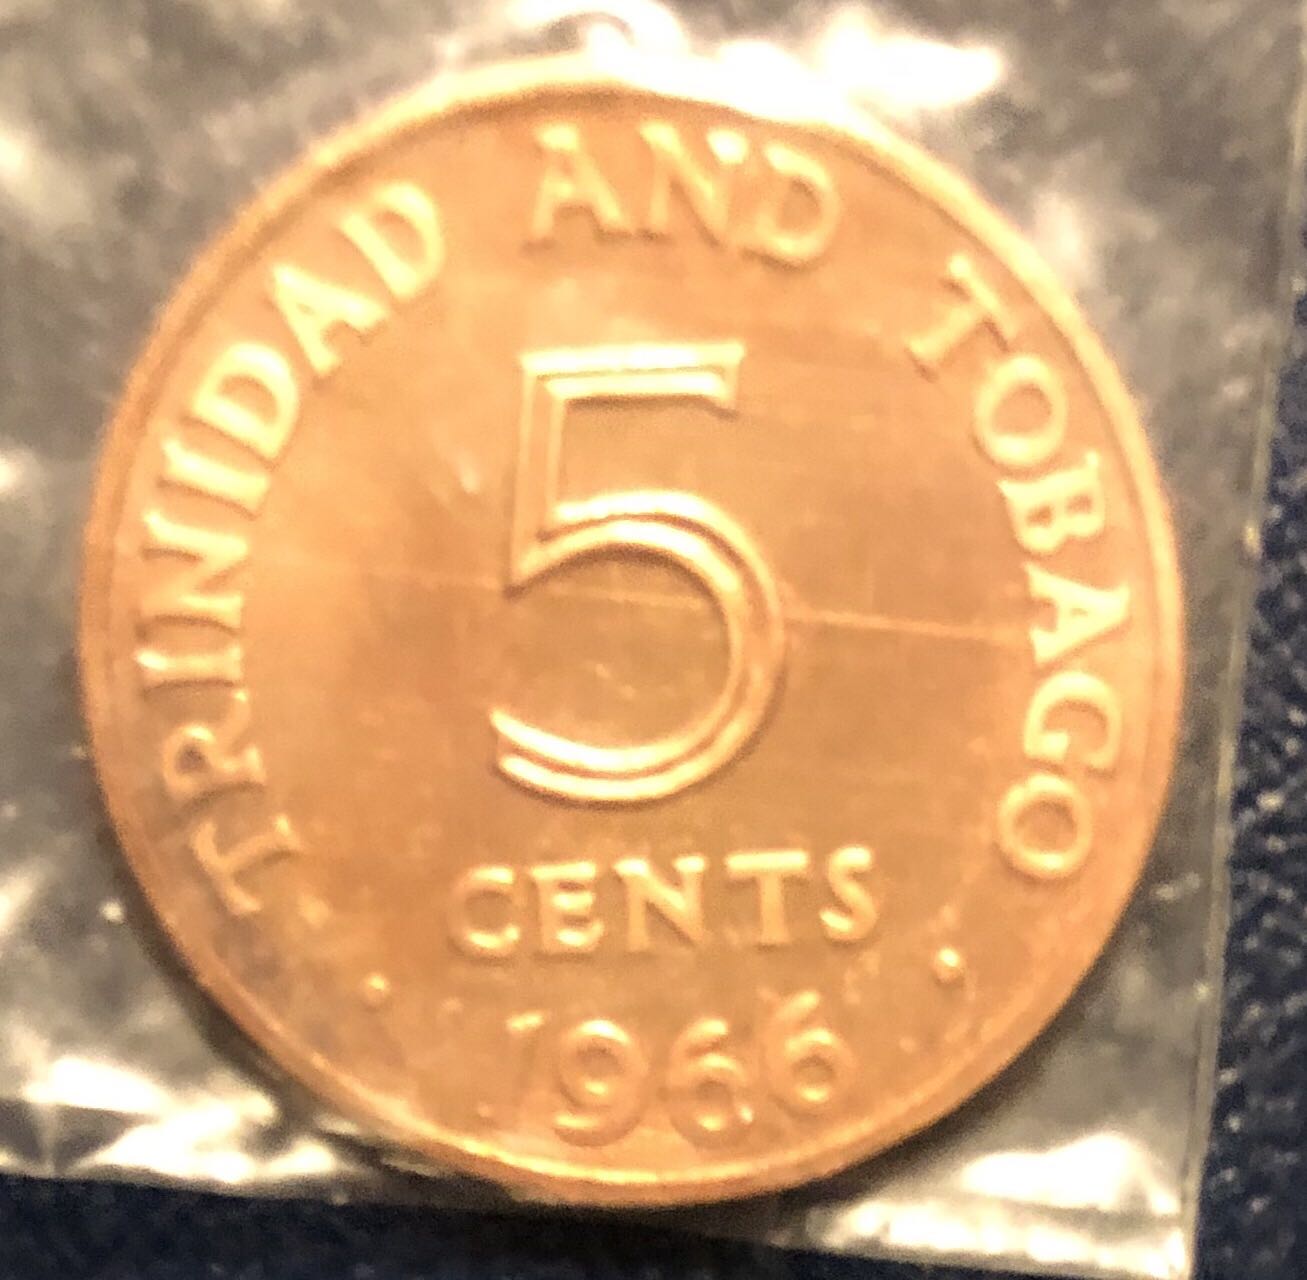 TRINIDAD AND TOBAGO
5
CENTS
1966